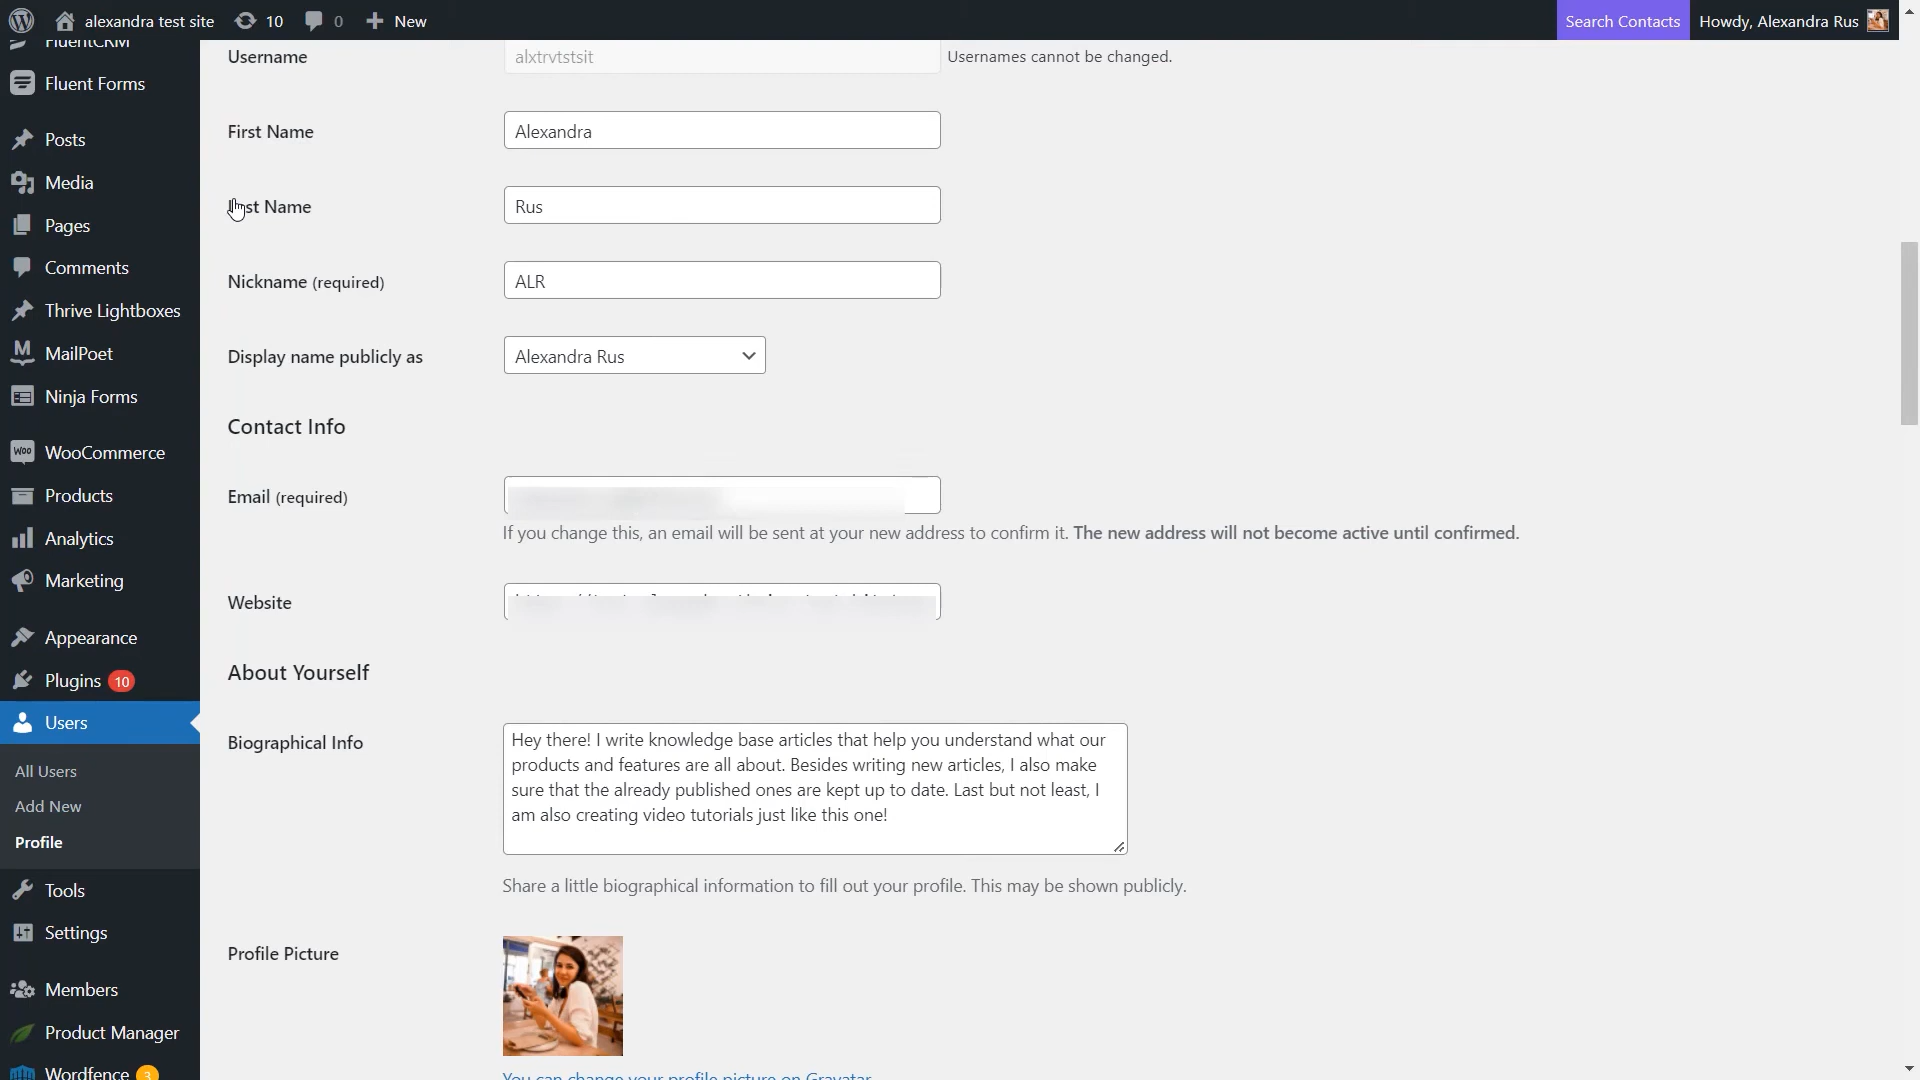 alexandra test site 10 0 New Search Contacts Howdy, Alexandra Rus
FluentCRM
Fluent Forms
Posts
Media
Pages
Comments
Thrive Lightboxes
MailPoet
Ninja Forms
WooCommerce
Products
Analytics
Marketing
Appearance
Plugins 10
Users
All Users
Add New
Profile
Tools
Settings
Members
Product Manager
Wordfence 3
Username alxtrvtstsit Usernames cannot be changed.
First Name Alexandra
st Name Rus
Nickname (required) ALR
Display name publicly as Alexandra Rus
Contact Info
Email (required)
If you change this, an email will be sent at your new address to confirm it. The new address will not become active until confirmed.
Website
About Yourself
Biographical Info
Hey there! I write knowledge base articles that help you understand what our
products and features are all about. Besides writing new articles, I also make
sure that the already published ones are kept up to date. Last but not least, I
am also creating video tutorials just like this one!
Share a little biographical information to fill out your profile. This may be shown publicly.
Profile Picture
You can change your profile picture on Gravatar